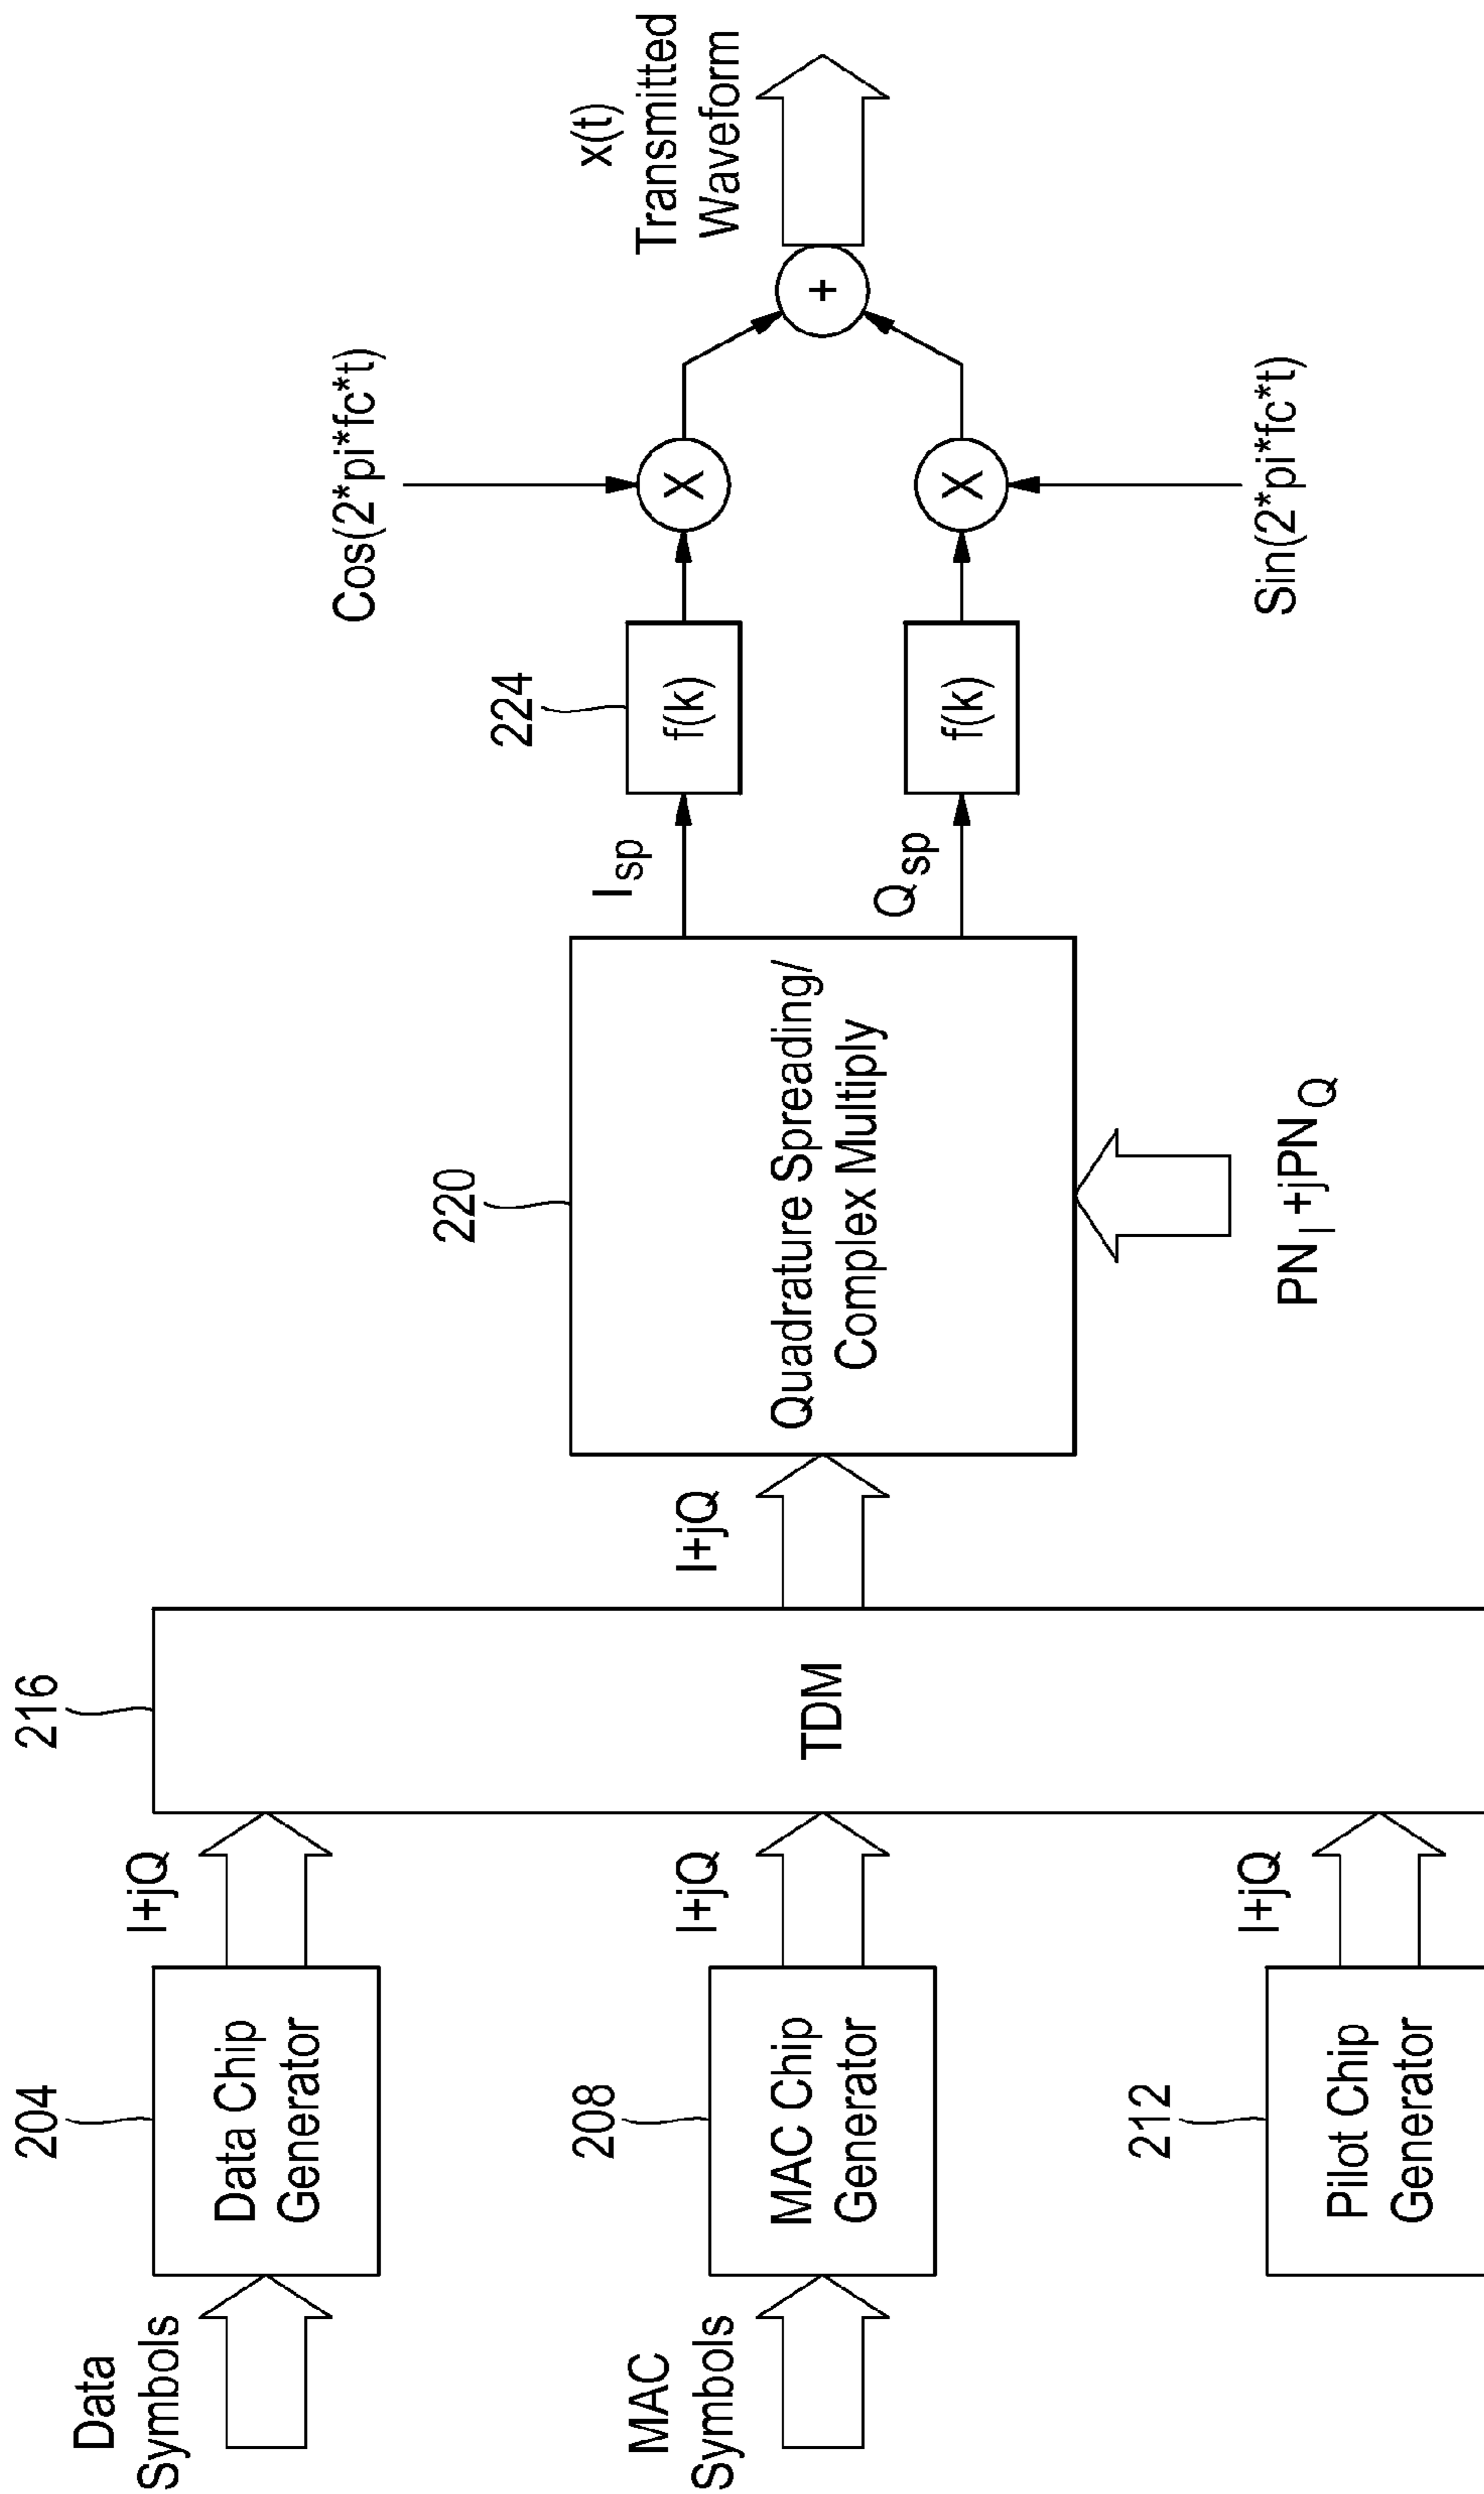 Data
Symbols
204
Data Chip
Generator
I+jQ
MAC
Symbols
208
MAC Chip
Generator
I+jQ
212
Pilot Chip
Generator
I+jQ
216
TDM
I+jQ
220
Quadrature Spreading/
Complex Multiply
PNI+jPNQ
Isp
Qsp
224
f(k)
f(k)
Cos(2*pi*fc*t)
X
X
Sin(2*pi*fc*t)
+
x(t)
Transmitted
Waveform